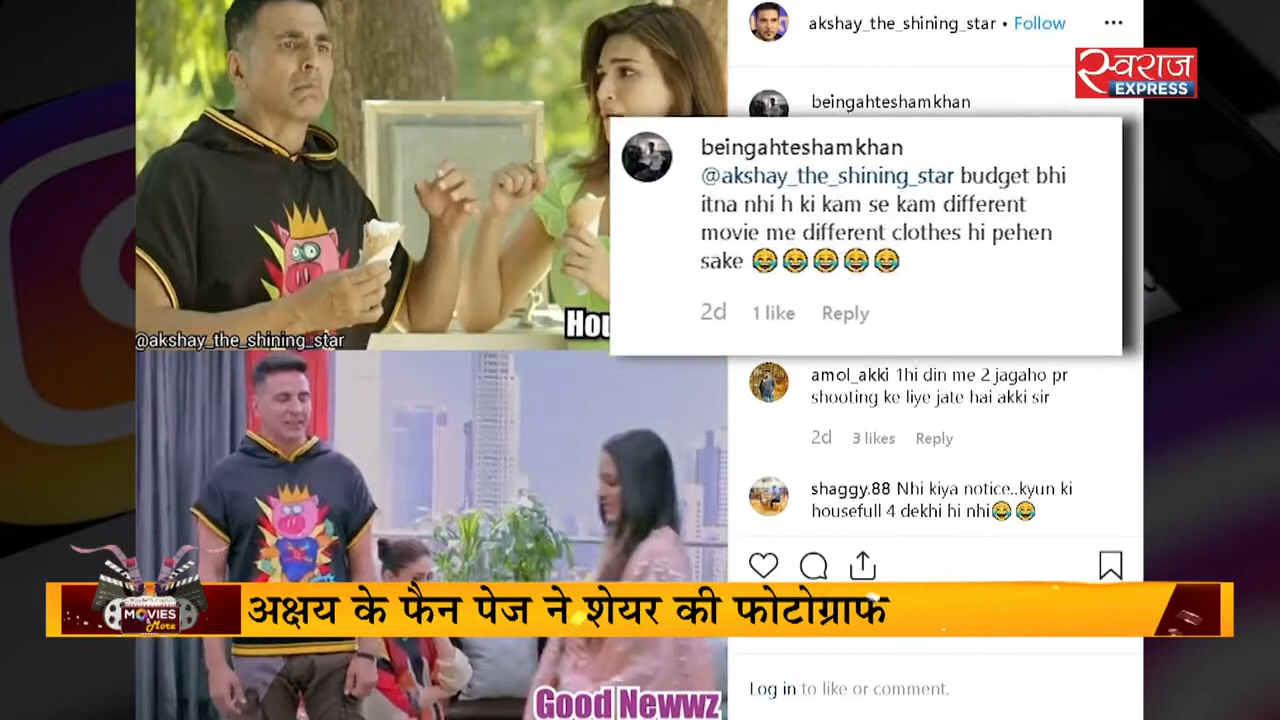 akshay_the_shining_star • Follow
स्वराज
EXPRESS
beingahteshamkhan
beingahteshamkhan
@akshay_the_shining_star budget bhi
itna nhi h ki kam se kam different
movie me different clothes hi pehen
sake 😂😂😂😂😂
2d 1 like Reply
Hou
@akshay_the_shining_star
amol_akki 1hi din me 2 jagaho pr
shooting ke liye jate hai akki sir
2d 3 likes Reply
shaggy.88 Nhi kiya notice..kyun ki
housefull 4 dekhi hi nhi😂😂
MOVIES
More
अक्षय के फैन पेज ने शेयर की फोटोग्राफ
Good Newwz
Log in to like or comment.